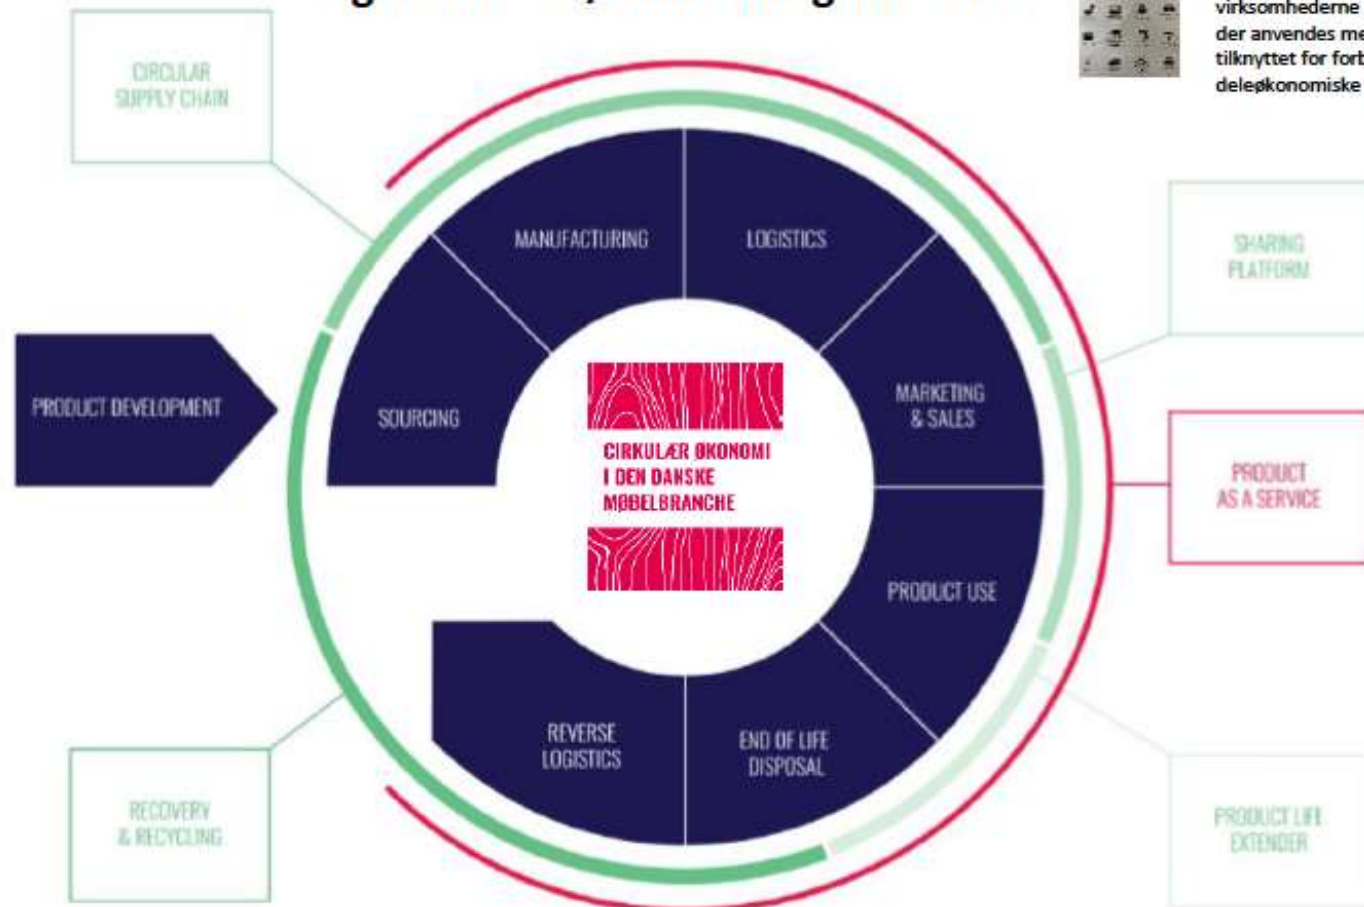 virksomhederne
der anvendes me
tilknyttet for forb
deleøkonomiske
CIRCULAR
SUPPLY CHAIN
MANUFACTURING
LOGISTICS
SHARING
PLATFORM
PRODUCT DEVELOPMENT
SOURCING
MARKETING
& SALES
CIRKULÆR ØKONOMI
I DEN DANSKE
MØBELBRANCHE
PRODUCT
AS A SERVICE
PRODUCT USE
REVERSE
LOGISTICS
END OF LIFE
DISPOSAL
RECOVERY
& RECYCLING
PRODUCT LIFE
EXTENDER